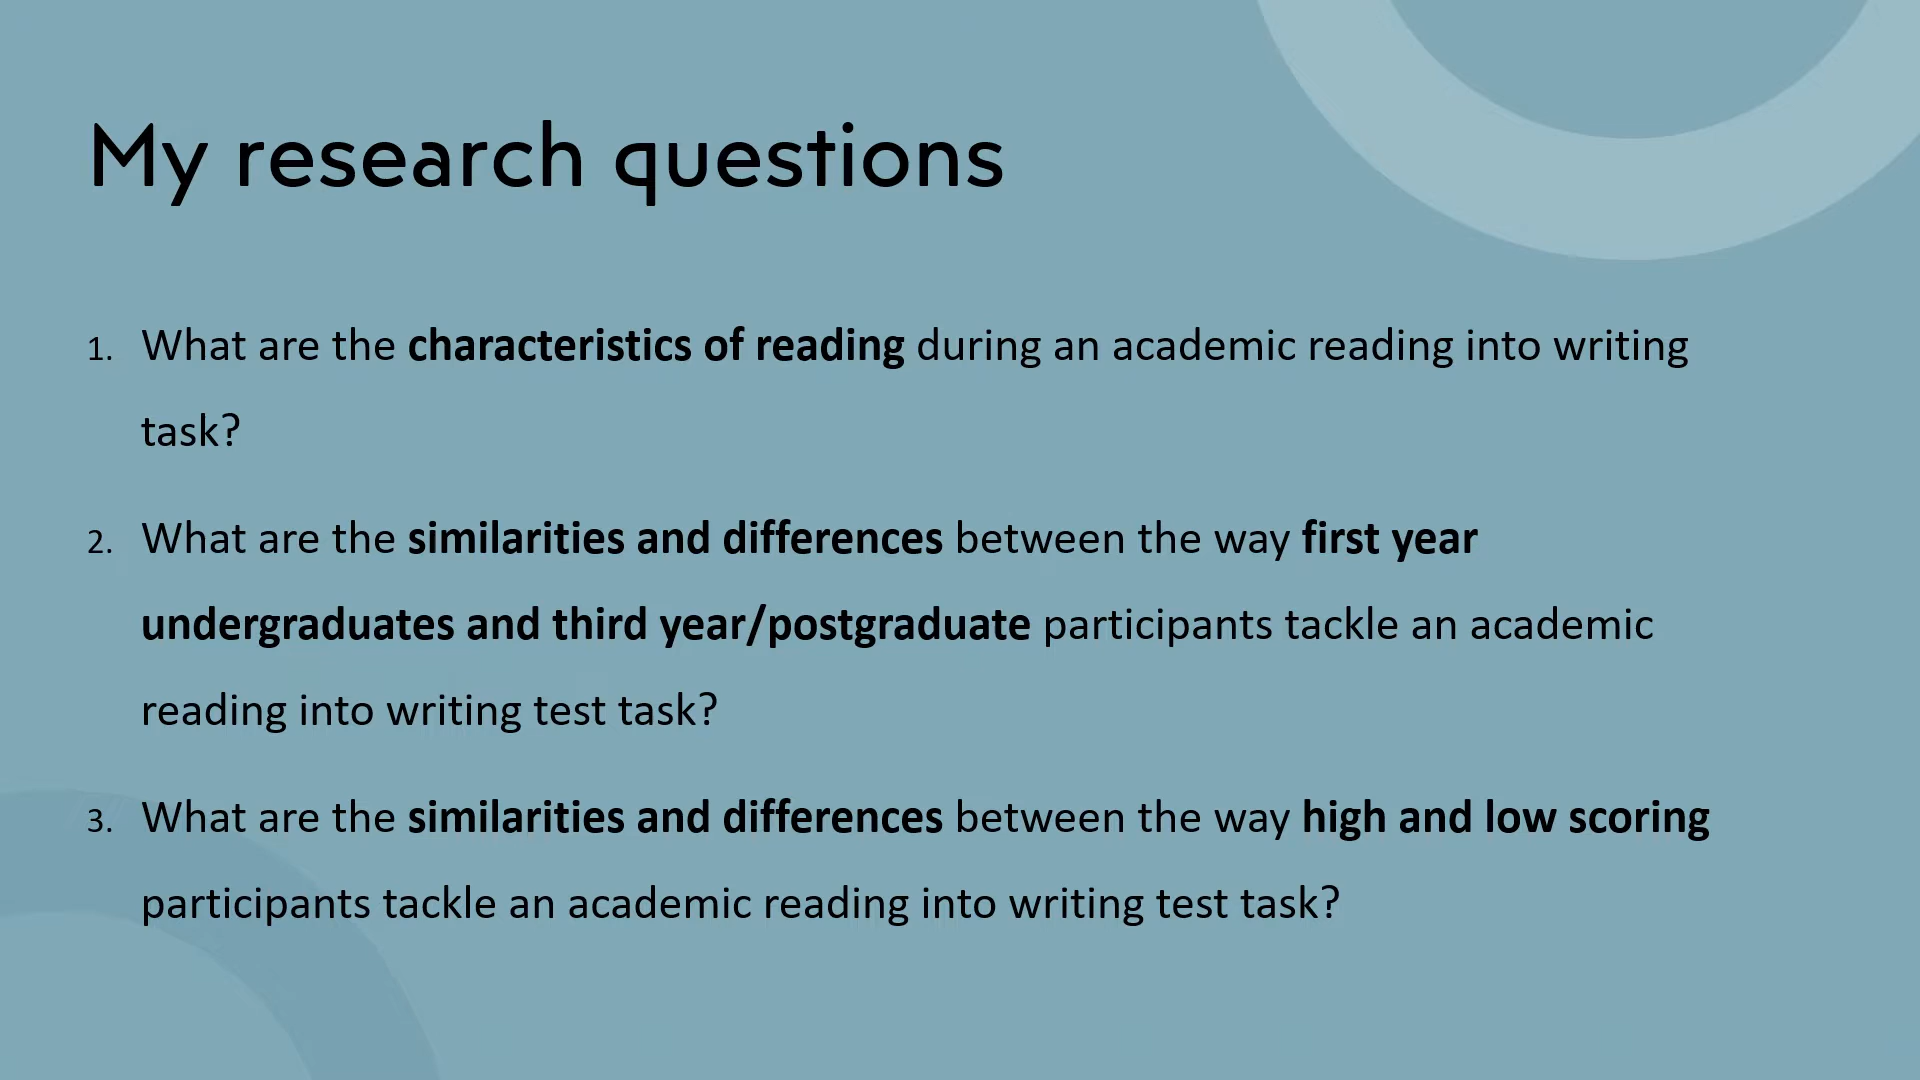 My research questions
1. What are the characteristics of reading during an academic reading into writing
task?
2. What are the similarities and differences between the way first year
undergraduates and third year/postgraduate participants tackle an academic
reading into writing test task?
3. What are the similarities and differences between the way high and low scoring
participants tackle an academic reading into writing test task?